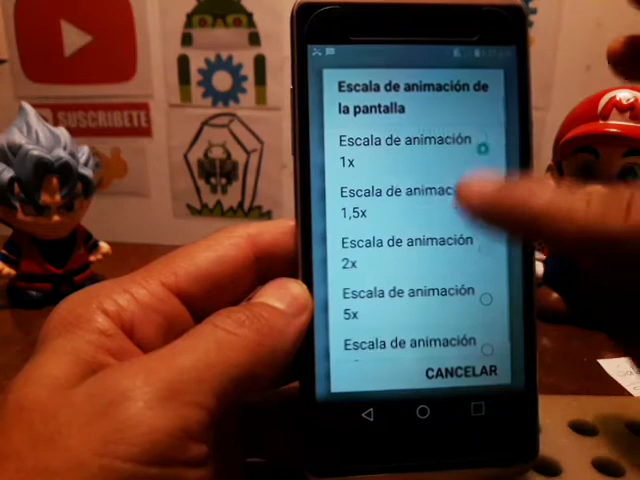 SUSCRIBETE
Escala de animación de
la pantalla
Escala de animación
1x
Escala de
1,5x
Escala de animación
2x
Escala de animación
5x
Escala de animación
CANCELAR